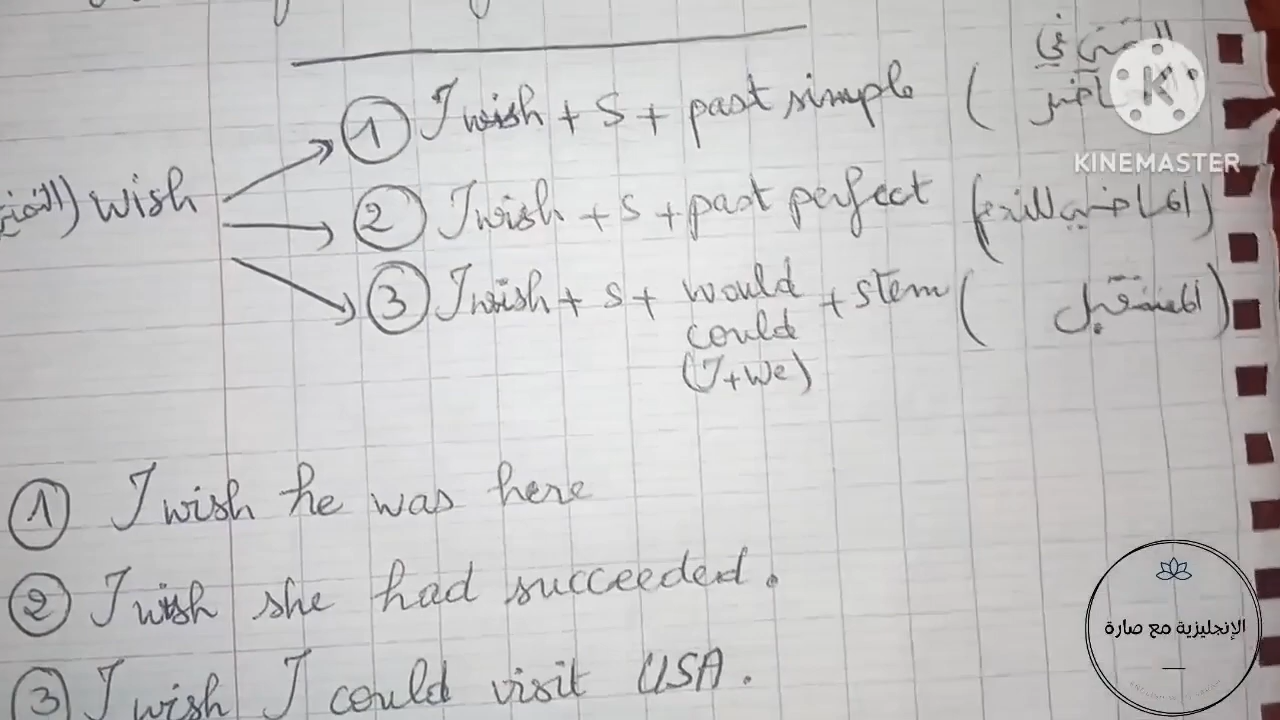 التمني في
① I wish + S + past simple (
KINEMASTER
(التمني) wish
② I wish + S + past perfect (الماضي للندم)
③ I wish + S + would + stem (المستقبل)
could
(I+we)
① I wish he was here
② I wish she had succeeded.
③ I wish I could visit USA.
الإنجليزية مع صارة